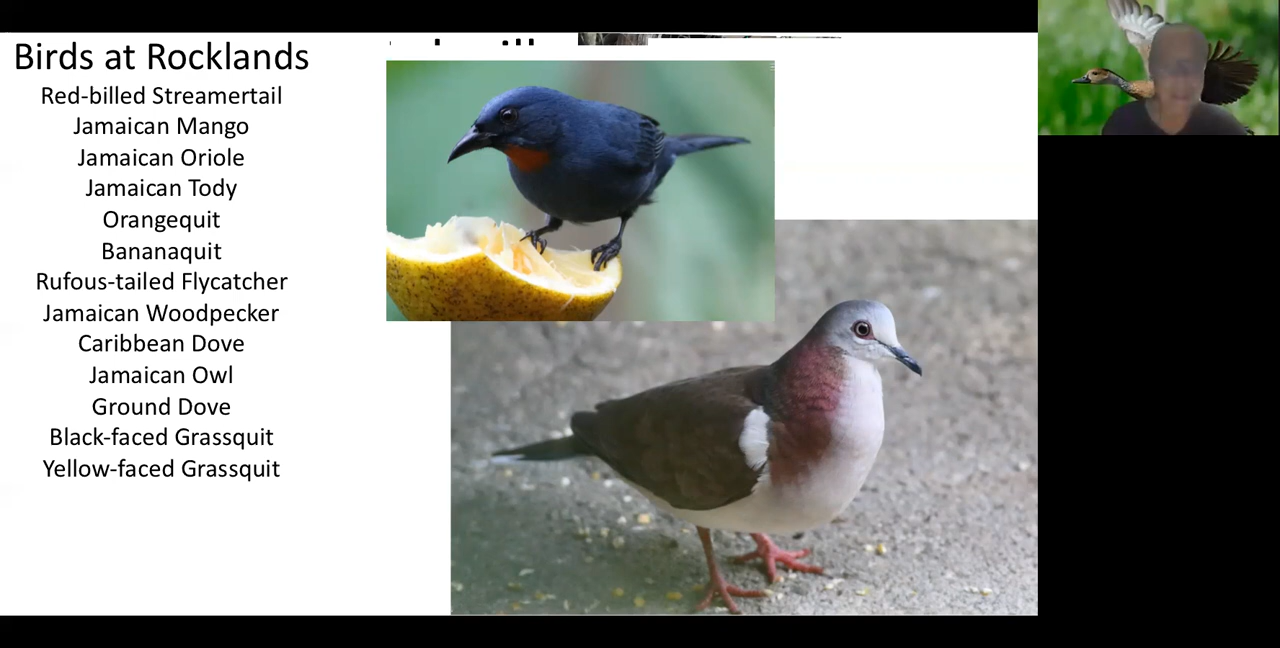 Birds at Rocklands
Red-billed Streamertail
Jamaican Mango
Jamaican Oriole
Jamaican Tody
Orangequit
Bananaquit
Rufous-tailed Flycatcher
Jamaican Woodpecker
Caribbean Dove
Jamaican Owl
Ground Dove
Black-faced Grassquit
Yellow-faced Grassquit